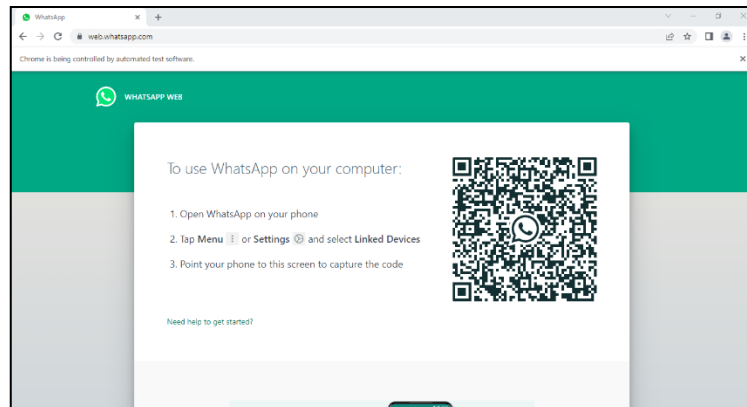 WhatsApp
web.whatsapp.com
Chrome is being controlled by automated test software.
WHATSAPP WEB
To use WhatsApp on your computer:
1. Open WhatsApp on your phone
2. Tap Menu or Settings and select Linked Devices
3. Point your phone to this screen to capture the code
Need help to get started?